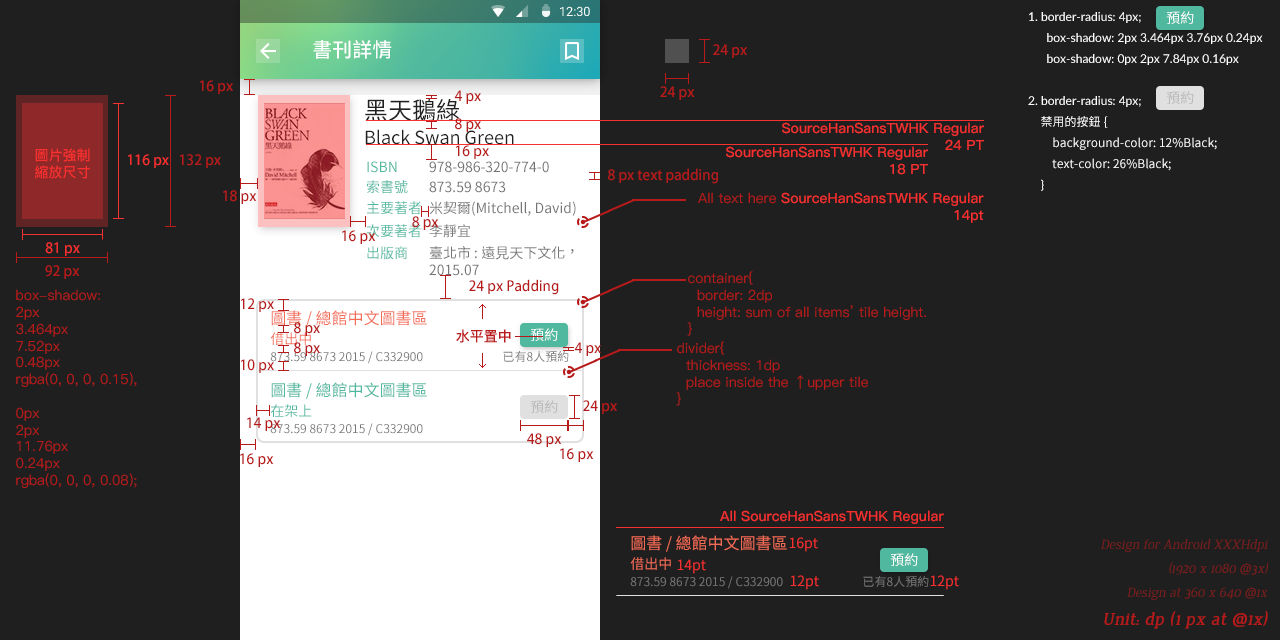 圖片強制
縮放尺寸
116 px
132 px
81 px
92 px
box-shadow:
2px
3.464px
7.52px
0.48px
rgba(0, 0, 0, 0.15),
0px
2px
11.76px
0.24px
rgba(0, 0, 0, 0.08);
12:30
書刊詳情
16 px
BLACK
SWAN
GREEN
黑天鵝綠
David Mitchell
黑天鵝綠
4 px
8 px
Black Swan Green
16 px
ISBN 978-986-320-774-0
索書號 873.59 8673
主要著者 米契爾(Mitchell, David)
次要著者 李靜宜
出版商 臺北市 : 遠見天下文化，
2015.07
18 px
16 px
8 px
24 px Padding
12 px
圖書 / 總館中文圖書區
8 px
借出中
8 px
873.59 8673 2015 / C332900
水平置中
預約
已有8人預約
4 px
10 px
圖書 / 總館中文圖書區
在架上
14 px
873.59 8673 2015 / C332900
預約
24 px
48 px
16 px
16 px
24 px
24 px
SourceHanSansTWHK Regular
24 PT
SourceHanSansTWHK Regular
18 PT
8 px text padding
All text here SourceHanSansTWHK Regular
14pt
container{
border: 2dp
height: sum of all items' tile height.
}
divider{
thickness: 1dp
place inside the ↑upper tile
}
All SourceHanSansTWHK Regular
圖書 / 總館中文圖書區16pt
借出中 14pt
873.59 8673 2015 / C332900 12pt
預約
已有8人預約12pt
1. border-radius: 4px; 預約
box-shadow: 2px 3.464px 3.76px 0.24px
box-shadow: 0px 2px 7.84px 0.16px
2. border-radius: 4px; 預約
禁用的按鈕 {
background-color: 12%Black;
text-color: 26%Black;
}
Design for Android XXXHdpi
(1920 x 1080 @3x)
Design at 360 x 640 @1x
Unit: dp (1 px at @1x)